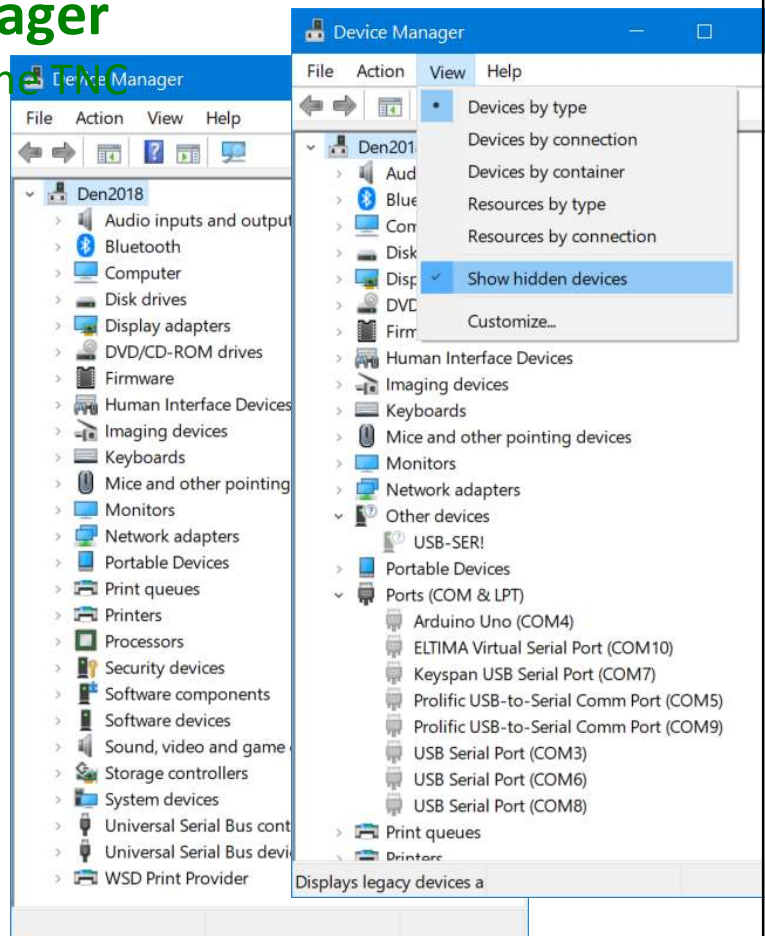 ager
ne TNC
Device Manager
File Action View Help
Den2018
Audio inputs and output
Bluetooth
Computer
Disk drives
Display adapters
DVD/CD-ROM drives
Firmware
Human Interface Devices
Imaging devices
Keyboards
Mice and other pointing
Monitors
Network adapters
Portable Devices
Print queues
Printers
Processors
Security devices
Software components
Software devices
Sound, video and game
Storage controllers
System devices
Universal Serial Bus cont
Universal Serial Bus devi
WSD Print Provider
Device Manager
File Action View Help
Devices by type
Devices by connection
Devices by container
Resources by type
Resources by connection
Show hidden devices
Customize...
Den201
Aud
Blue
Com
Disk
Disp
DVD
Firm
Human Interface Devices
Imaging devices
Keyboards
Mice and other pointing devices
Monitors
Network adapters
Other devices
USB-SER!
Portable Devices
Ports (COM & LPT)
Arduino Uno (COM4)
ELTIMA Virtual Serial Port (COM10)
Keyspan USB Serial Port (COM7)
Prolific USB-to-Serial Comm Port (COM5)
Prolific USB-to-Serial Comm Port (COM9)
USB Serial Port (COM3)
USB Serial Port (COM6)
USB Serial Port (COM8)
Print queues
Printers
Displays legacy devices a